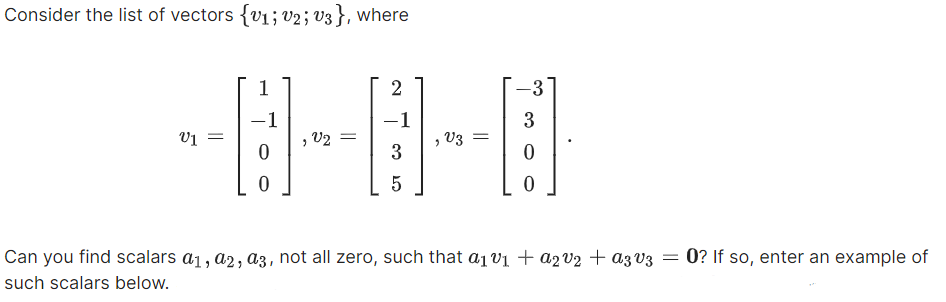 Consider the list of vectors {v₁; v₂; v₃}, where
v₁ = [1 −1 0 0], v₂ = [2 −1 3 5], v₃ = [−3 3 0 0].
Can you find scalars a₁, a₂, a₃, not all zero, such that a₁v₁ + a₂v₂ + a₃v₃ = 0? If so, enter an example of
such scalars below.